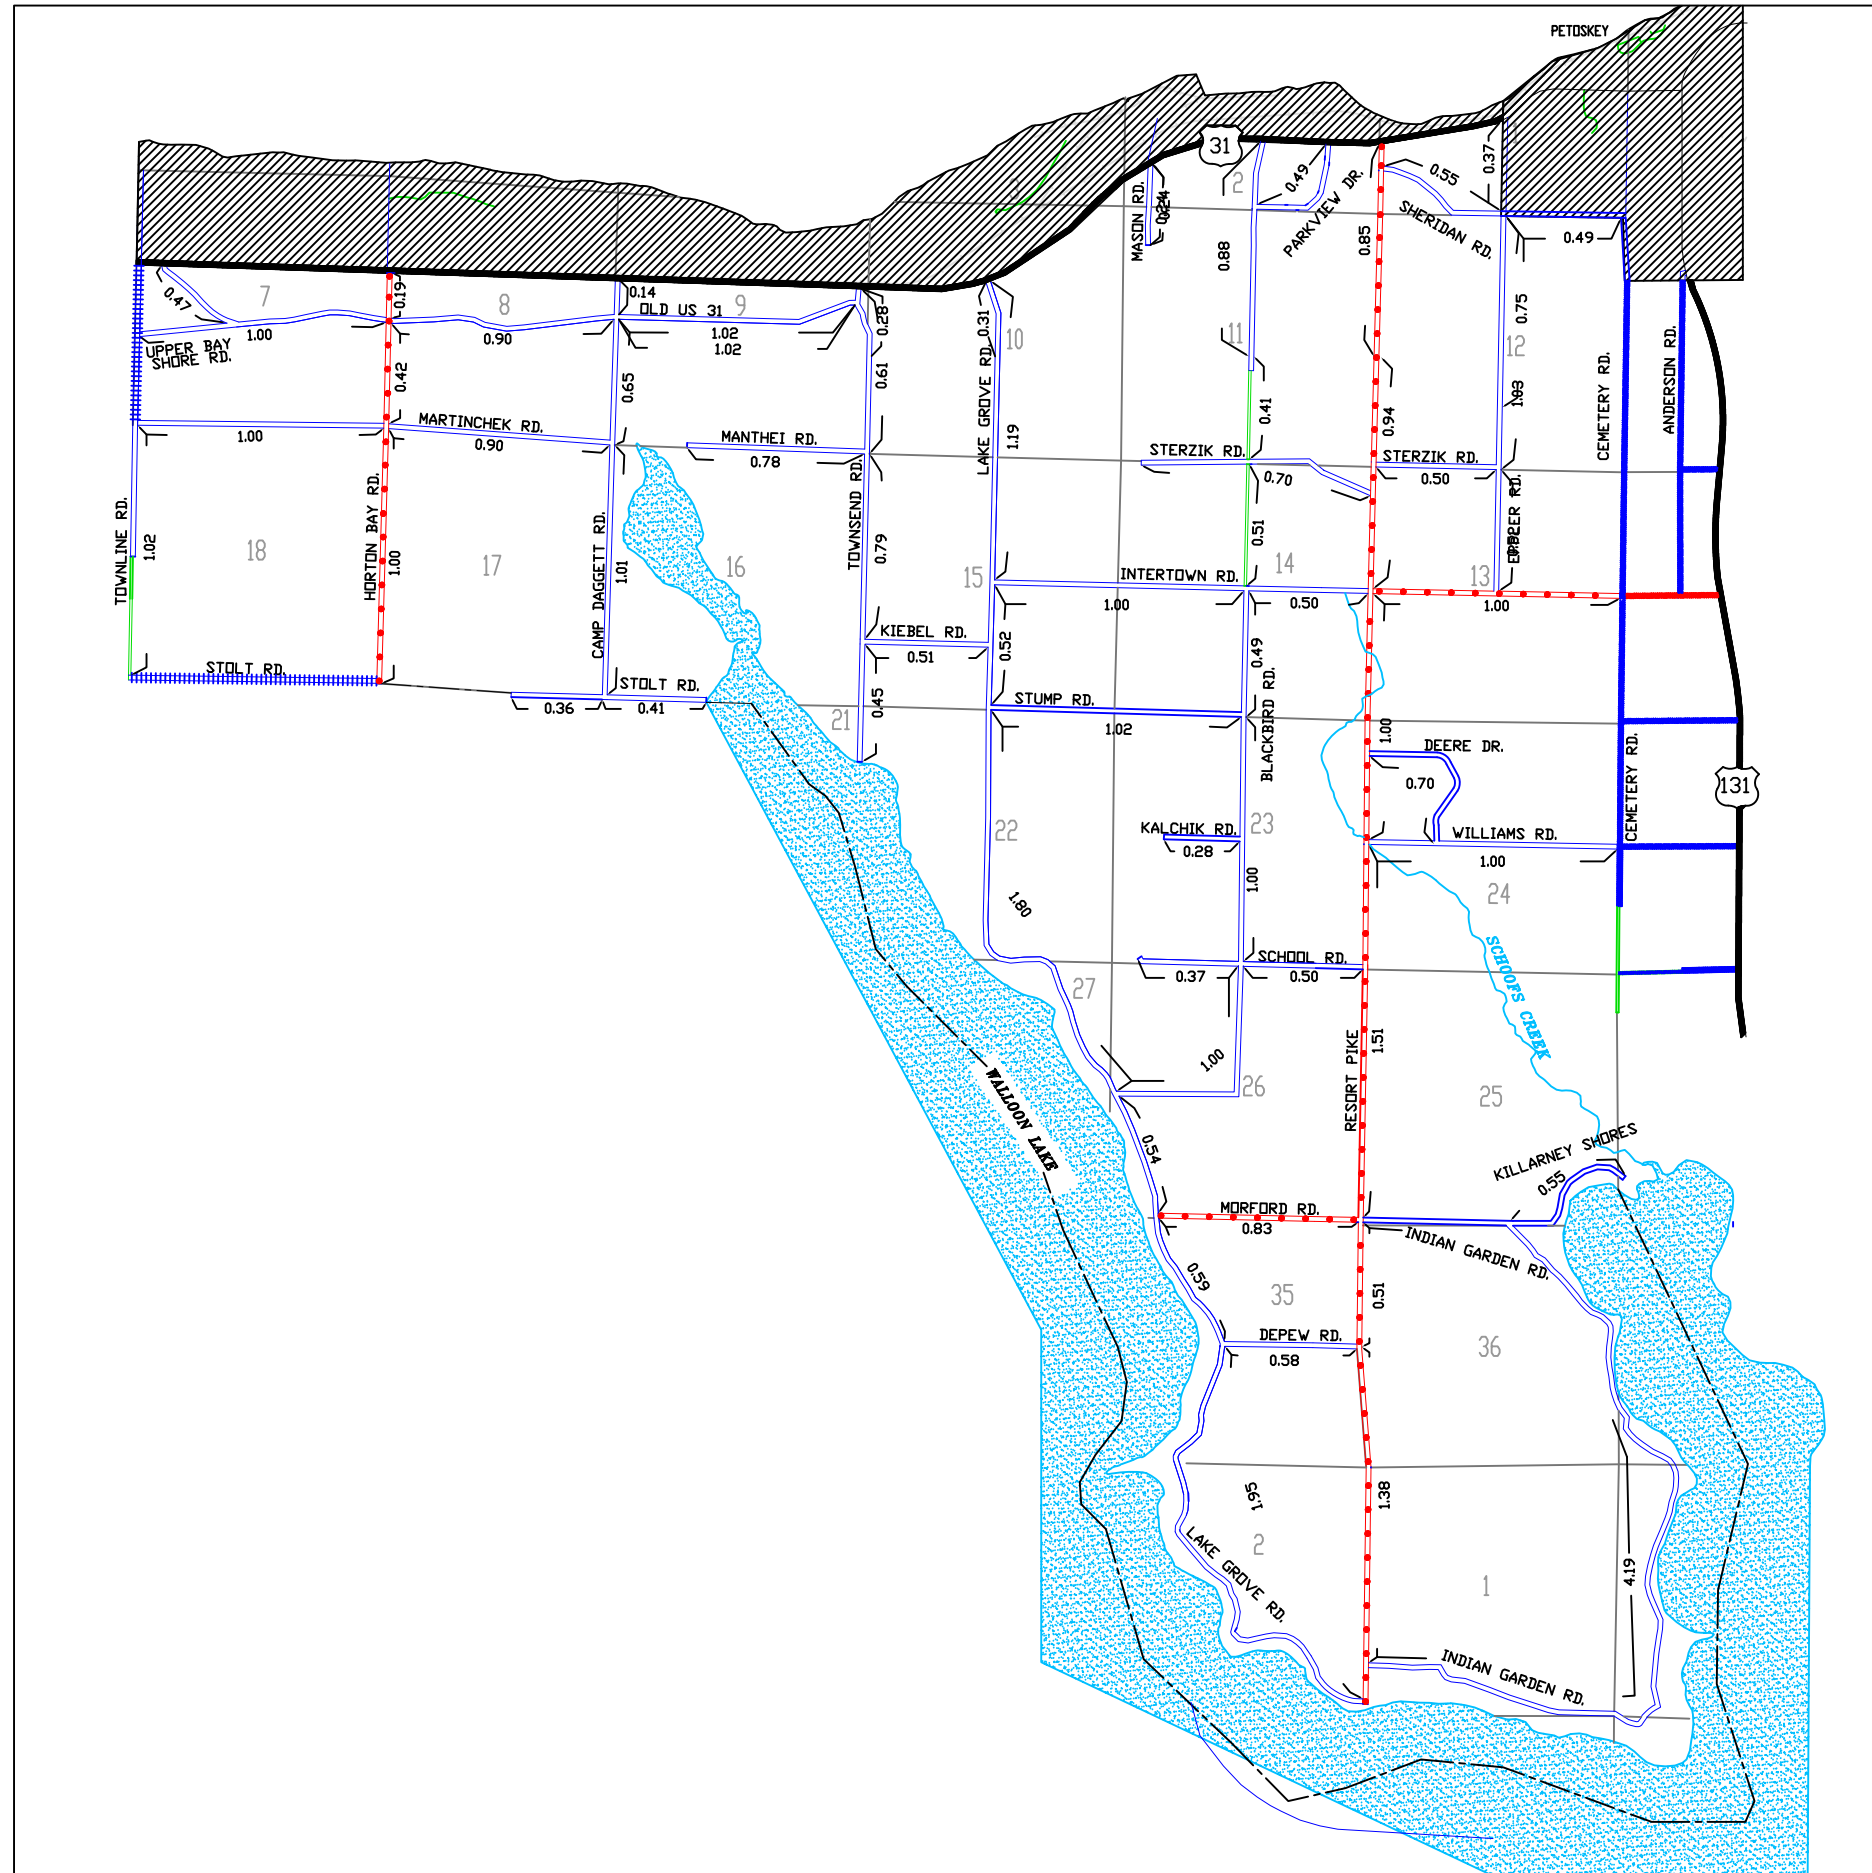 PETOSKEY
31
0.37
0.55
0.49
2
PARKVIEW DR.
MASON RD.
SHERIDAN RD.
0.49
0.88
0.85
0.75
0.47
7
0.19
8
0.14
OLD US 31
9
0.28
0.31
10
11
12
1.00
UPPER BAY
SHORE RD.
0.90
1.02
1.02
0.42
0.65
0.61
LAKE GROVE RD.
1.19
0.41
0.94
CEMETERY RD.
ANDERSON RD.
MARTINCHEK RD.
1.00
0.90
MANTHEI RD.
0.78
STERZIK RD.
0.70
STERZIK RD.
0.50
TOWNLINE RD.
1.02
18
HORTON BAY RD.
1.00
17
CAMP DAGGETT RD.
1.01
16
TOWNSEND RD.
0.79
15
INTERTOWN RD.
1.00
0.51
14
0.50
13
1.00
KIEBEL RD.
0.51
0.52
0.49
STOLT RD.
STOLT RD.
0.36
0.41
21
0.45
STUMP RD.
1.02
BLACKBIRD RD.
1.00
DEERE DR.
0.70
CEMETERY RD.
131
22
KALCHIK RD.
0.28
23
WILLIAMS RD.
1.00
1.00
24
1.80
SCHOOL RD.
0.37
0.50
27
SCHOOFS CREEK
RESORT PIKE
1.51
1.00
26
25
WALLOON LAKE
0.54
KILLARNEY SHORES
0.55
MORFORD RD.
0.83
INDIAN GARDEN RD.
0.59
35
0.51
DEPEW RD.
0.58
36
1.95
1.38
2
LAKE GROVE RD.
1
4.19
INDIAN GARDEN RD.